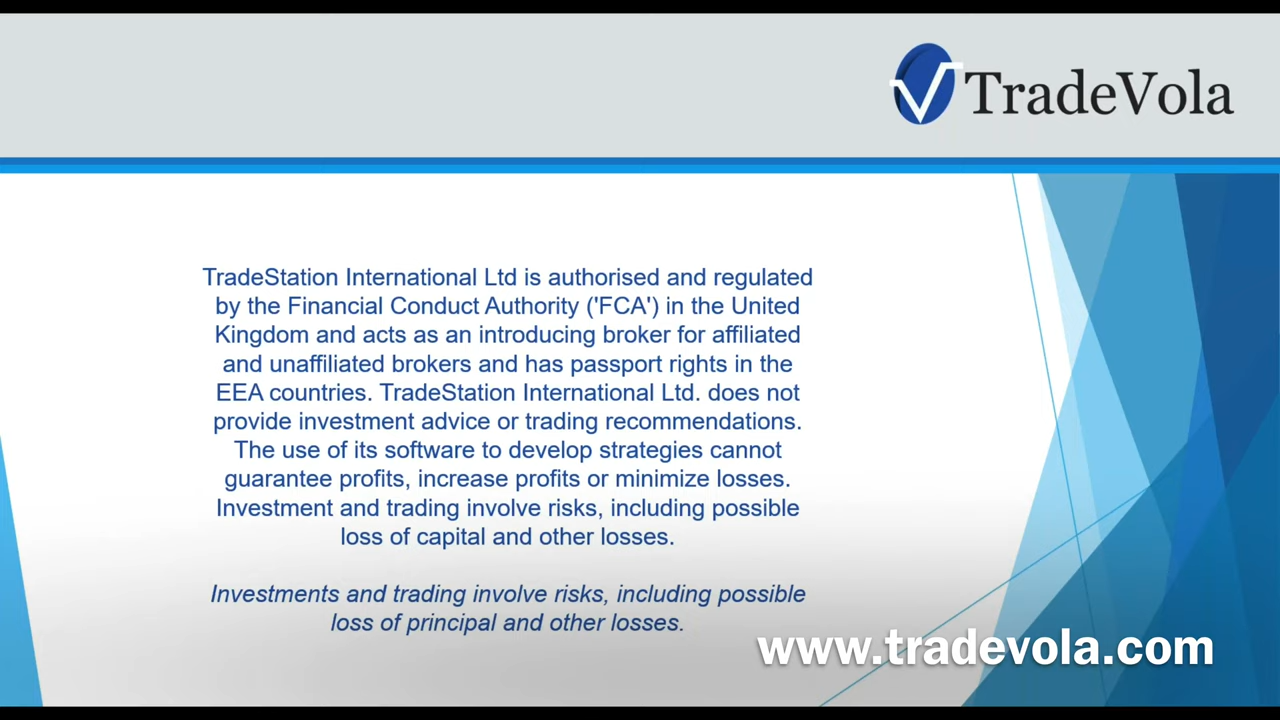 TradeVola
TradeStation International Ltd is authorised and regulated
by the Financial Conduct Authority ('FCA') in the United
Kingdom and acts as an introducing broker for affiliated
and unaffiliated brokers and has passport rights in the
EEA countries. TradeStation International Ltd. does not
provide investment advice or trading recommendations.
The use of its software to develop strategies cannot
guarantee profits, increase profits or minimize losses.
Investment and trading involve risks, including possible
loss of capital and other losses.
Investments and trading involve risks, including possible
loss of principal and other losses.
www.tradevola.com